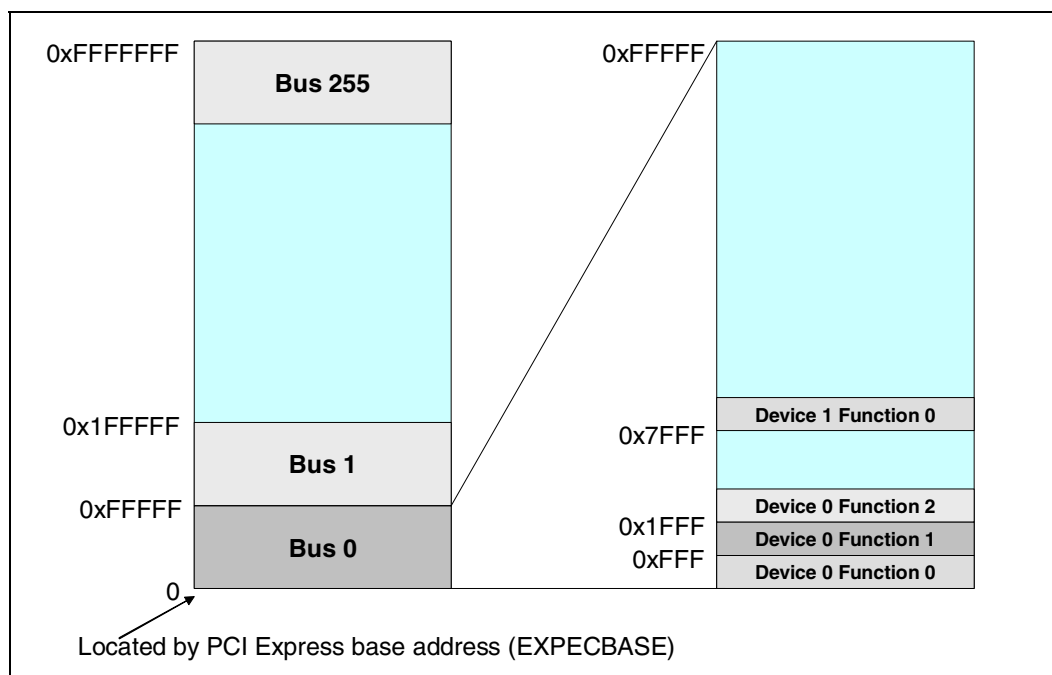 0xFFFFFFF
Bus 255
0x1FFFFF
Bus 1
0xFFFFF
Bus 0
0
Located by PCI Express base address (EXPECBASE)
0xFFFFF
Device 1 Function 0
0x7FFF
Device 0 Function 2
0x1FFF
Device 0 Function 1
0xFFF
Device 0 Function 0